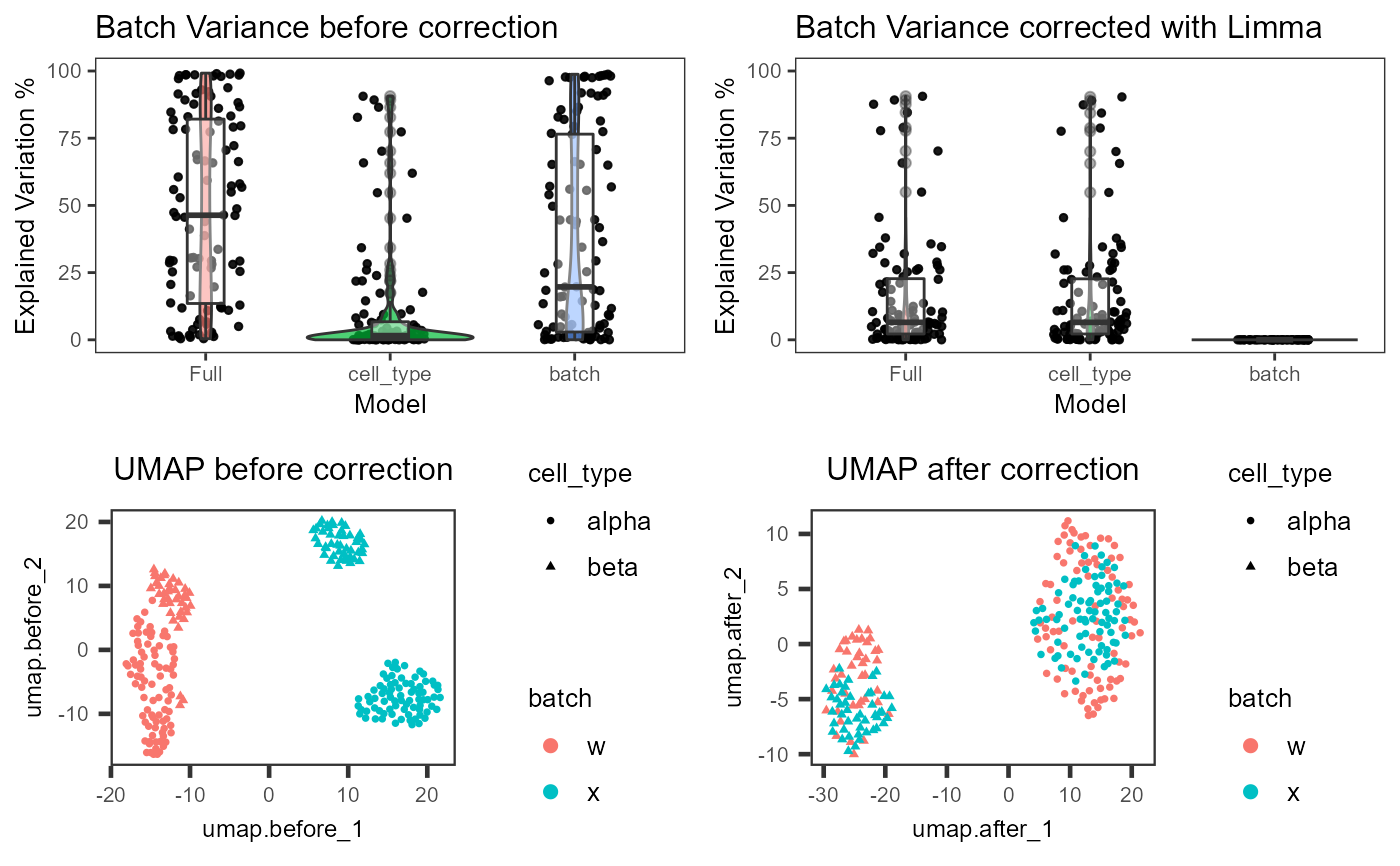 Batch Variance before correction
Explained Variation %
100
75
50
25
0
Full
cell_type
batch
Model
Batch Variance corrected with Limma
Explained Variation %
100
75
50
25
0
Full
cell_type
batch
Model
UMAP before correction
umap.before_2
20
10
0
-10
-20
-10
0
10
20
umap.before_1
cell_type
alpha
beta
batch
w
x
UMAP after correction
umap.after_2
10
5
0
-5
-10
-30
-20
-10
0
10
20
umap.after_1
cell_type
alpha
beta
batch
w
x